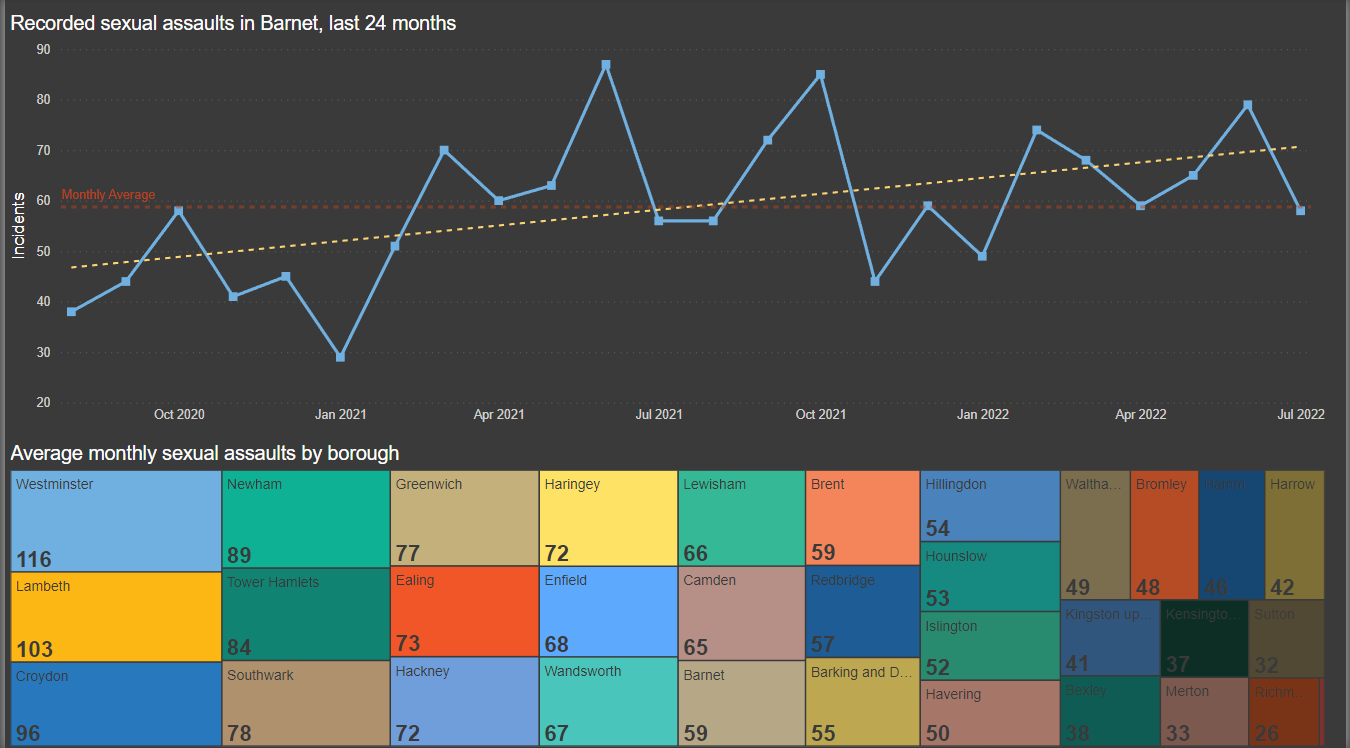 Recorded sexual assaults in Barnet, last 24 months
90
80
70
60
50
40
30
20
Incidents
Monthly Average
Oct 2020 Jan 2021 Apr 2021 Jul 2021 Oct 2021 Jan 2022 Apr 2022 Jul 2022
Average monthly sexual assaults by borough
Westminster
116
Lambeth
103
Croydon
96
Newham
89
Tower Hamlets
84
Southwark
78
Greenwich
77
Ealing
73
Hackney
72
Haringey
72
Enfield
68
Wandsworth
67
Lewisham
66
Camden
65
Barnet
59
Brent
59
Redbridge
57
Barking and D...
55
Hillingdon
54
Hounslow
53
Islington
52
Havering
50
Waltha...
49
Bromley
48
46
Harrow
42
Kingston up...
41
Kensingto...
37
Sutton
32
Bexley
38
Merton
33
Richm...
26